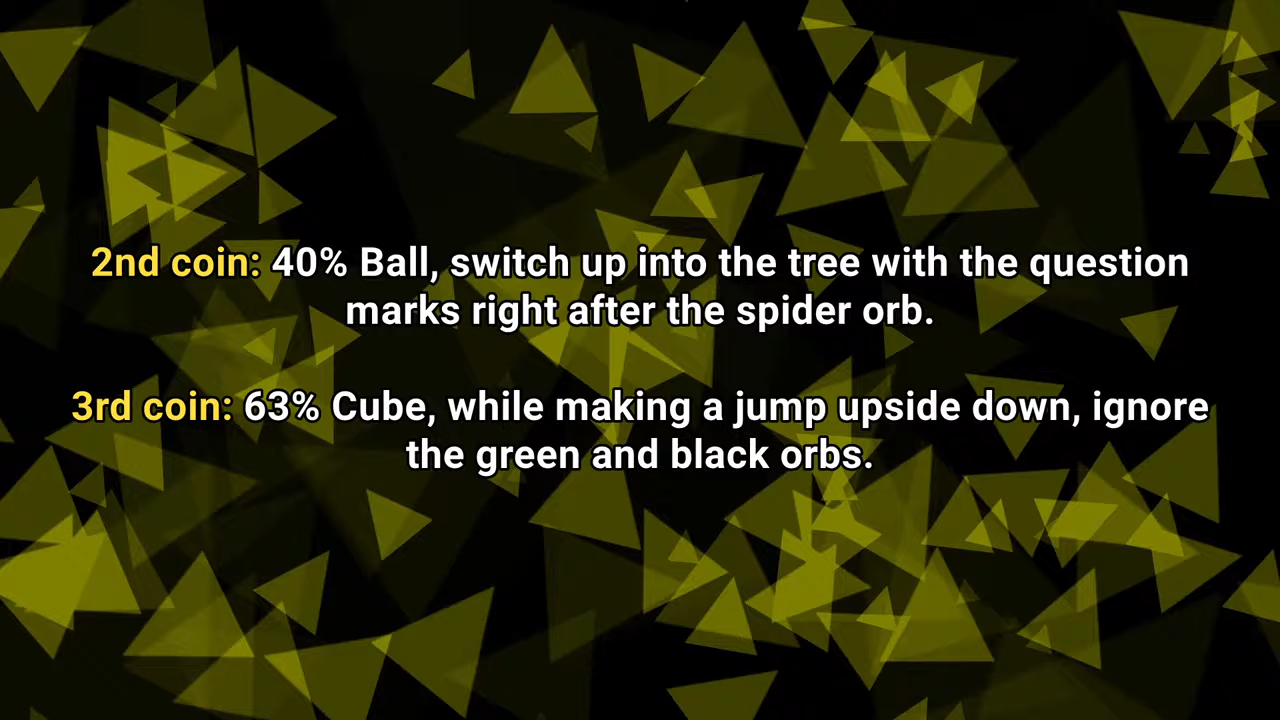 2nd coin: 40% Ball, switch up into the tree with the question
marks right after the spider orb.
3rd coin: 63% Cube, while making a jump upside down, ignore
the green and black orbs.